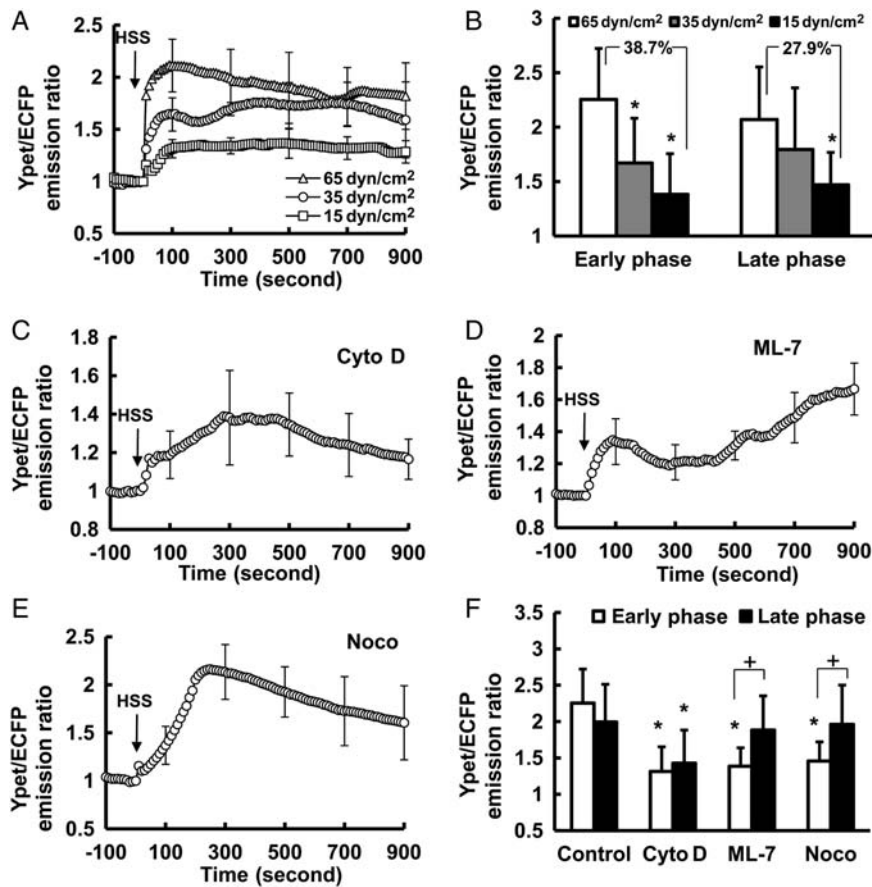 A
HSS
Ypet/ECFP
emission ratio
2.5
2
1.5
1
0.5
-100 100 300 500 700 900
Time (second)
65 dyn/cm²
35 dyn/cm²
15 dyn/cm²
B
65 dyn/cm² 35 dyn/cm² 15 dyn/cm²
38.7% 27.9%
Ypet/ECFP
emission ratio
3
2.5
2
1.5
1
* * *
Early phase Late phase
C
Cyto D
HSS
Ypet/ECFP
emission ratio
1.8
1.6
1.4
1.2
1
0.8
-100 100 300 500 700 900
Time (second)
D
ML-7
HSS
Ypet/ECFP
emission ratio
2
1.8
1.6
1.4
1.2
1
0.8
-100 100 300 500 700 900
Time (second)
E
Noco
HSS
Ypet/ECFP
emission ratio
2.5
2
1.5
1
0.5
-100 100 300 500 700 900
Time (second)
F
Early phase Late phase
Ypet/ECFP
emission ratio
3.5
3
2.5
2
1.5
1
0.5
+ +
* * * *
Control Cyto D ML-7 Noco